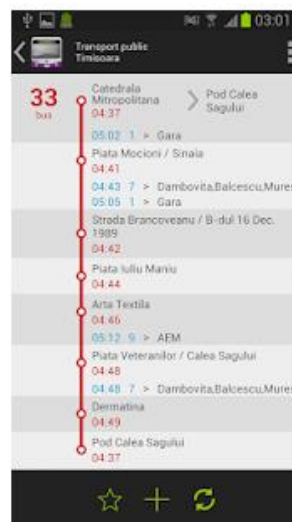 03:01
Transport public
Timisoara
33
bus
Catedrala
Mitropolitana
04:37
Pod Calea
Sagului
05:02 1 > Gara
Piata Mocioni / Sinaia
04:41
04:43 7 > Dambovita,Balcescu,Mures
05:05 1 > Gara
Strada Brancoveanu / B-dul 16 Dec.
1989
04:42
Piata Iuliu Maniu
04:44
Arta Textila
04:46
05:12 9 > AEM
Piata Veteranilor / Calea Sagului
04:48
04:48 7 > Dambovita,Balcescu,Mures
Dermatina
04:49
Pod Calea Sagului
04:37